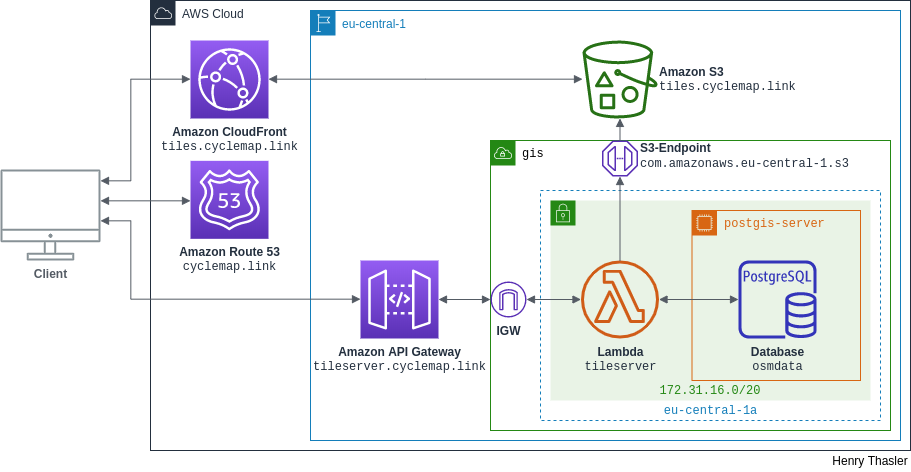 AWS Cloud
eu-central-1
Amazon CloudFront
tiles.cyclemap.link
Amazon S3
tiles.cyclemap.link
gis
S3-Endpoint
com.amazonaws.eu-central-1.s3
53
Amazon Route 53
cyclemap.link
Client
postgis-server
PostgreSQL
</>
Amazon API Gateway
tileserver.cyclemap.link
IGW
Lambda
tileserver
Database
osmdata
172.31.16.0/20
eu-central-1a
Henry Thasler